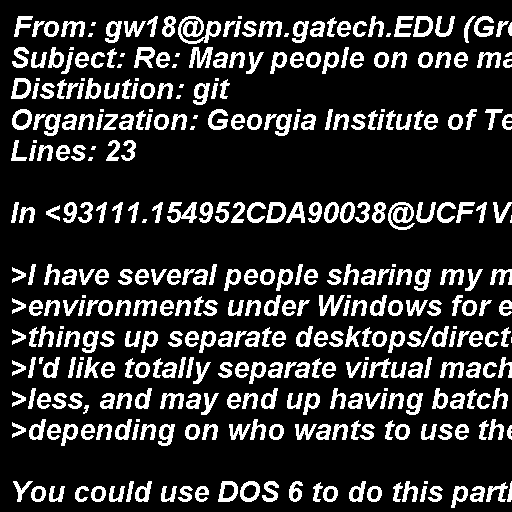 From: gw18@prism.gatech.EDU (Gre
Subject: Re: Many people on one ma
Distribution: git
Organization: Georgia Institute of Te
Lines: 23
In <93111.154952CDA90038@UCF1V
>I have several people sharing my m
>environments under Windows for e
>things up separate desktops/direct
>I'd like totally separate virtual mach
>less, and may end up having batch
>depending on who wants to use the
You could use DOS 6 to do this partl